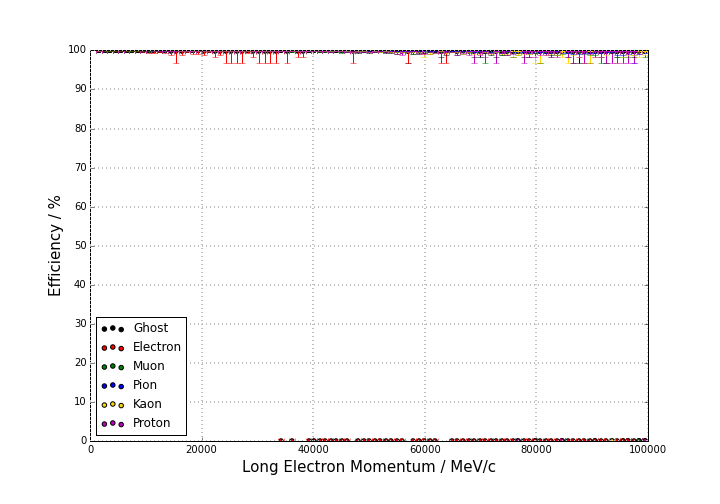 100
90
80
70
60
50
40
30
20
10
0
Efficiency / %
Ghost
Electron
Muon
Pion
Kaon
Proton
0 20000 40000 60000 80000 100000
Long Electron Momentum / MeV/c